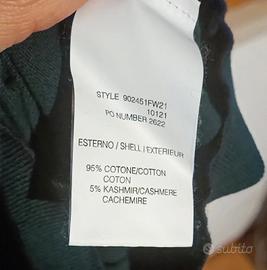 STYLE 902451FW21
10121
PO NUMBER 2622
ESTERNO / SHELL / EXTERIEUR
95% COTONE/COTTON
COTON
5% KASHMIR/CASHMERE
CACHEMIRE
subito